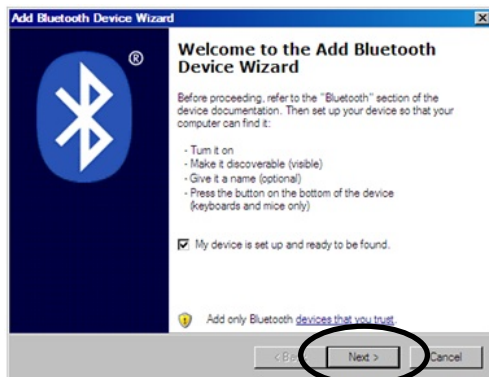 Add Bluetooth Device Wizard
®
Welcome to the Add Bluetooth
Device Wizard
Before proceeding, refer to the "Bluetooth" section of the
device documentation. Then set up your device so that your
computer can find it:
- Turn it on
- Make it discoverable (visible)
- Give it a name (optional)
- Press the button on the bottom of the device
(keyboards and mice only)
My device is set up and ready to be found.
Add only Bluetooth devices that you trust.
Next > Cancel